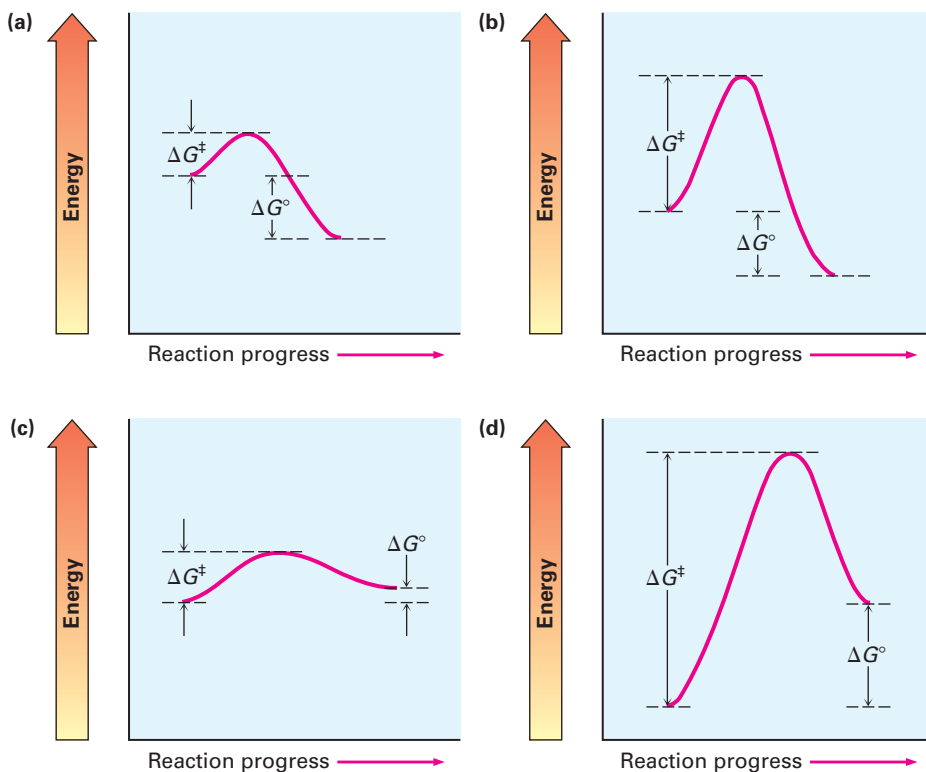 (a)
Energy
ΔG‡
ΔG°
Reaction progress
(b)
Energy
ΔG‡
ΔG°
Reaction progress
(c)
Energy
ΔG‡
ΔG°
Reaction progress
(d)
Energy
ΔG‡
ΔG°
Reaction progress